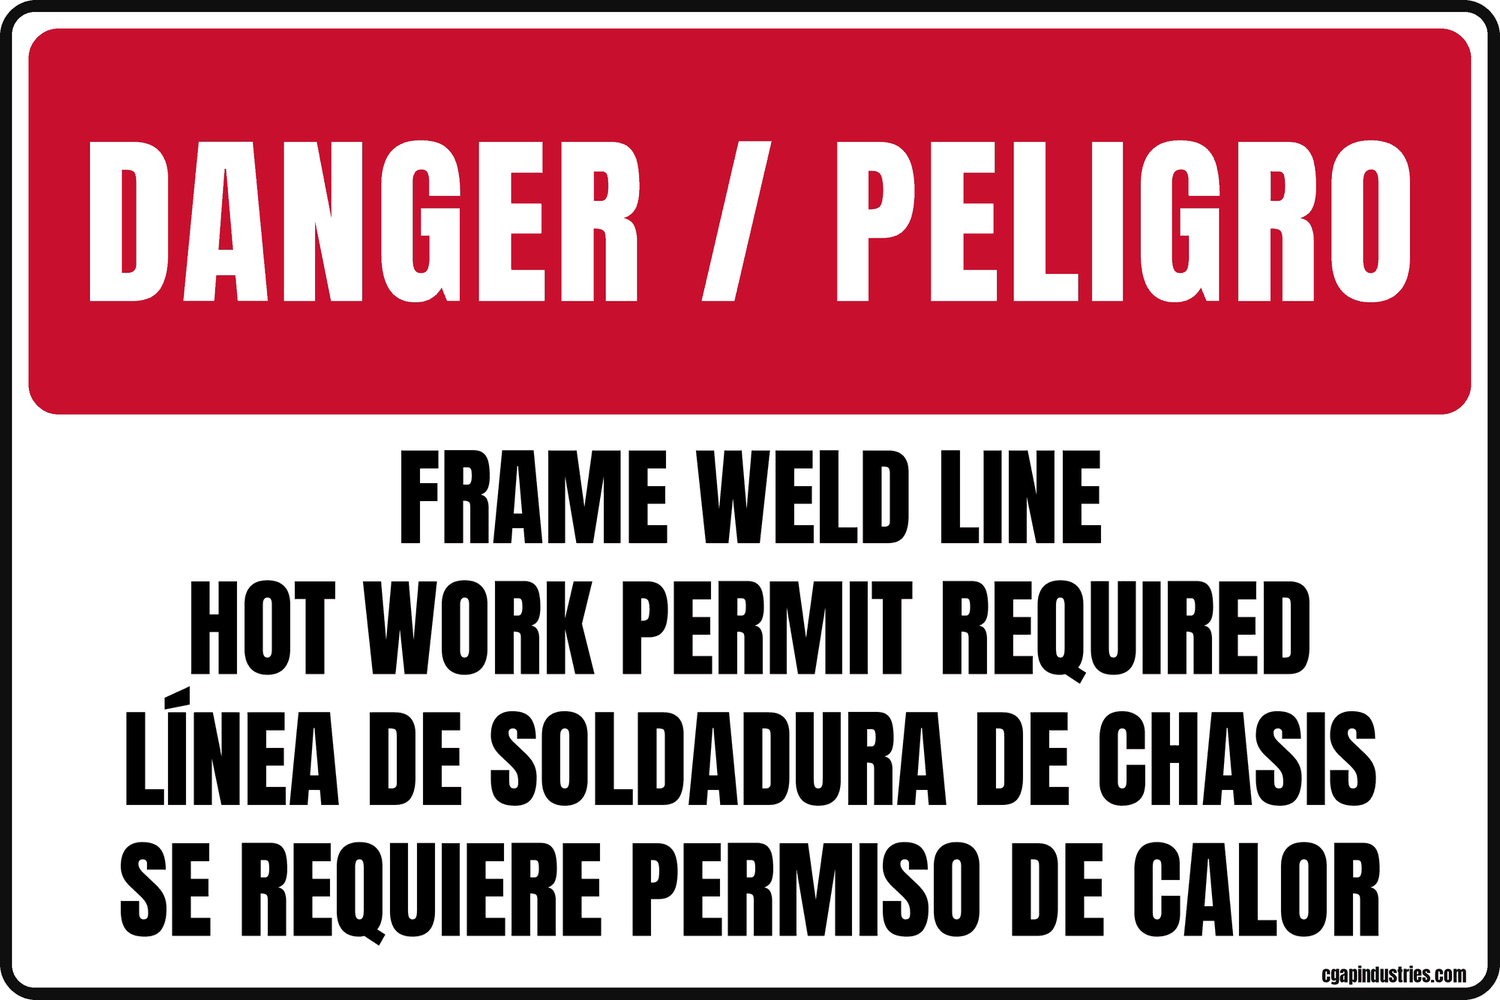 DANGER / PELIGRO
FRAME WELD LINE
HOT WORK PERMIT REQUIRED
LÍNEA DE SOLDADURA DE CHASIS
SE REQUIERE PERMISO DE CALOR
cgapindustries.com